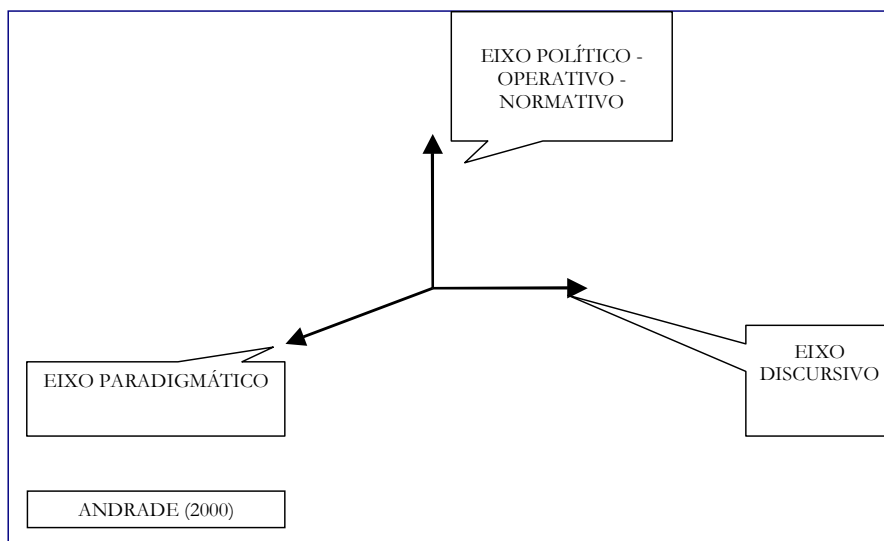 EIXO POLÍTICO -
OPERATIVO -
NORMATIVO
EIXO PARADIGMÁTICO
EIXO
DISCURSIVO
ANDRADE (2000)